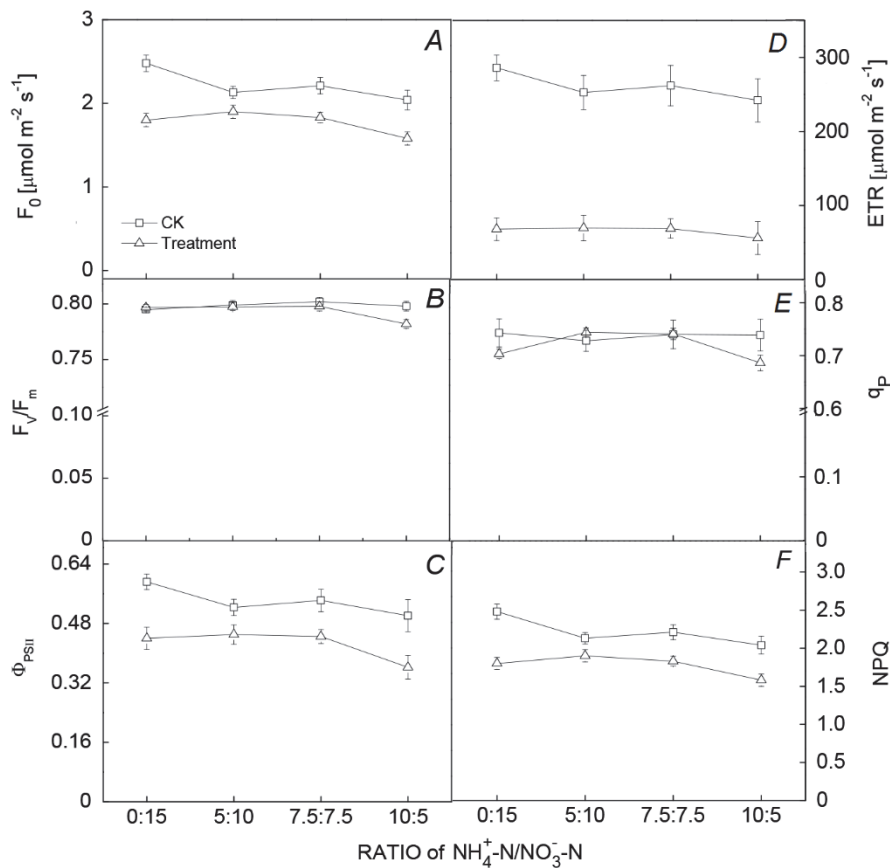 A
3
2
1
0
F₀ [μmol m⁻² s⁻¹]
CK
Treatment
D
300
200
100
0
ETR [μmol m⁻² s⁻¹]
B
0.80
0.75
0.10
0.05
0
Fᵥ/Fₘ
E
0.8
0.7
0.6
0.1
0
qP
C
0.64
0.48
0.32
0.16
0
ΦPSII
F
3.0
2.5
2.0
1.5
1.0
0
NPQ
0:15 5:10 7.5:7.5 10:5
0:15 5:10 7.5:7.5 10:5
RATIO of NH₄⁺-N/NO₃⁻-N